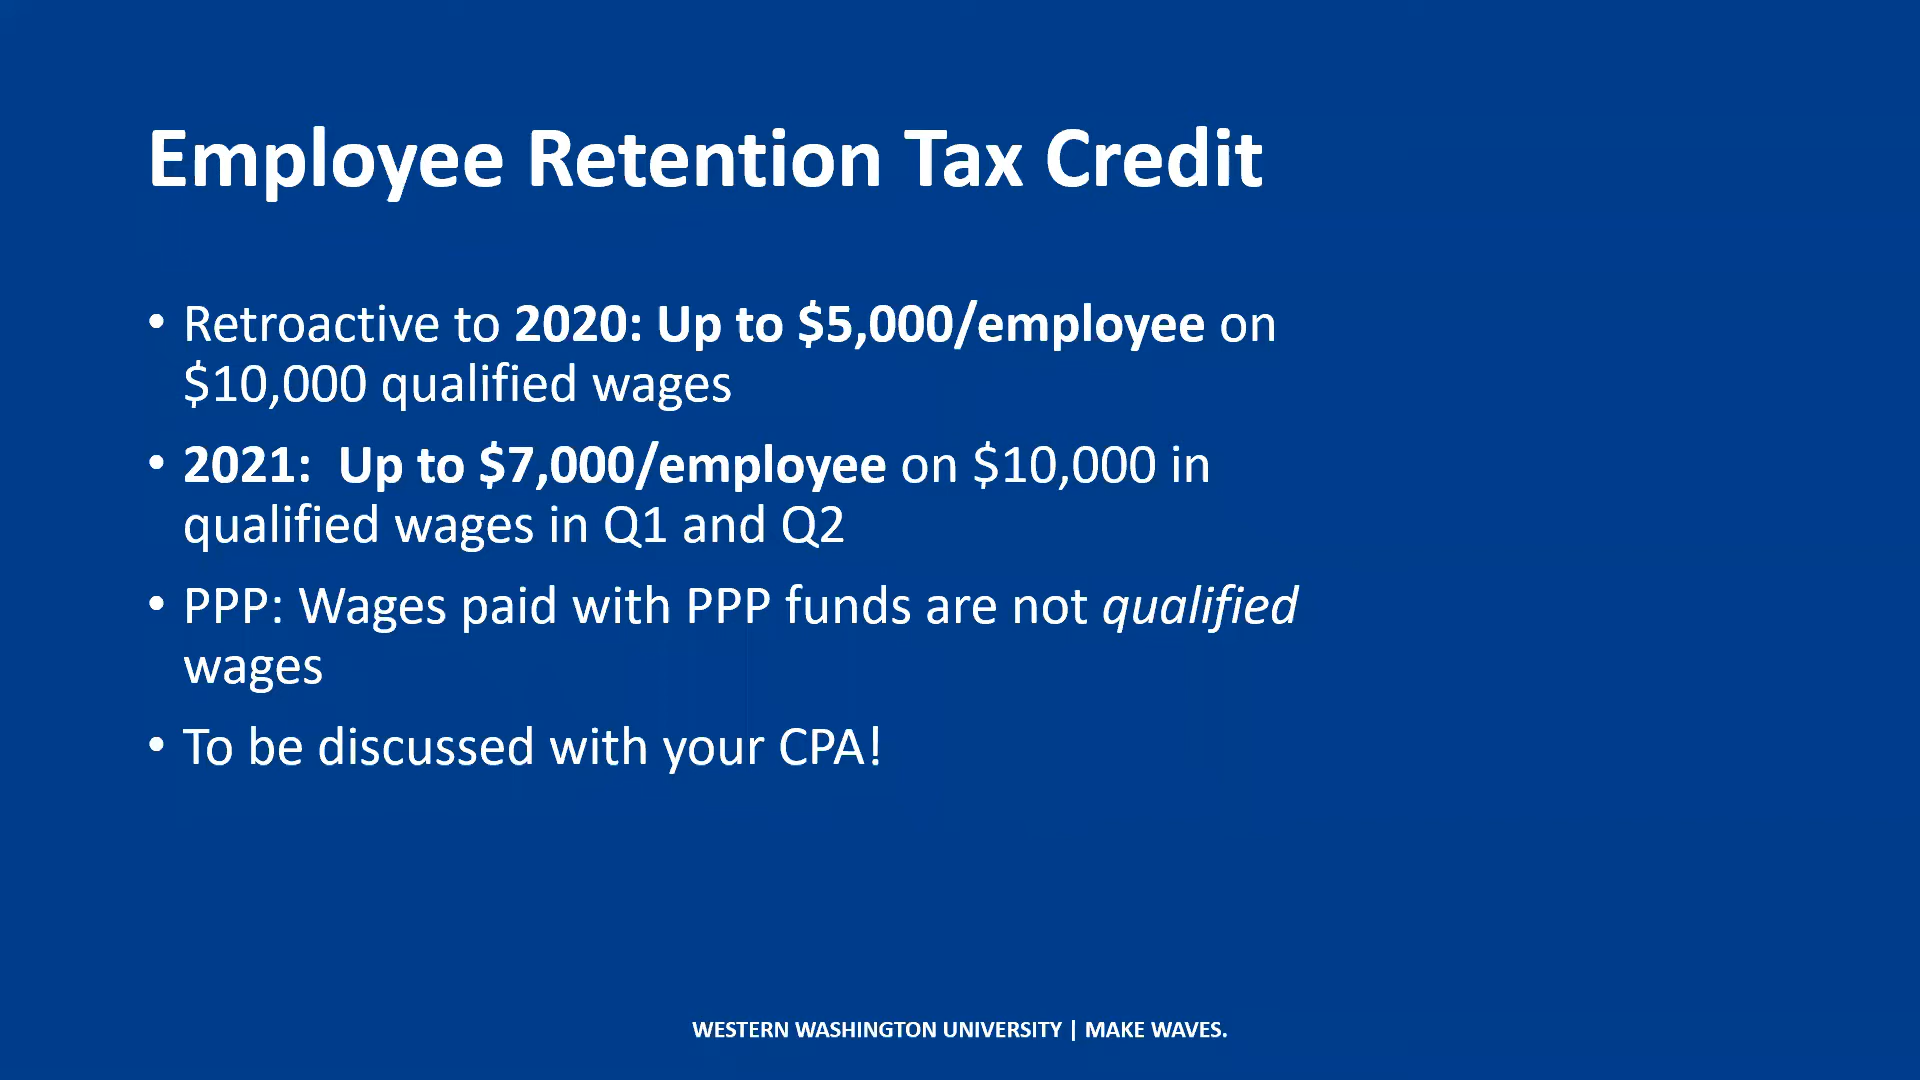 Employee Retention Tax Credit
• Retroactive to 2020: Up to $5,000/employee on
$10,000 qualified wages
• 2021:  Up to $7,000/employee on $10,000 in
qualified wages in Q1 and Q2
• PPP: Wages paid with PPP funds are not qualified
wages
• To be discussed with your CPA!
WESTERN WASHINGTON UNIVERSITY | MAKE WAVES.